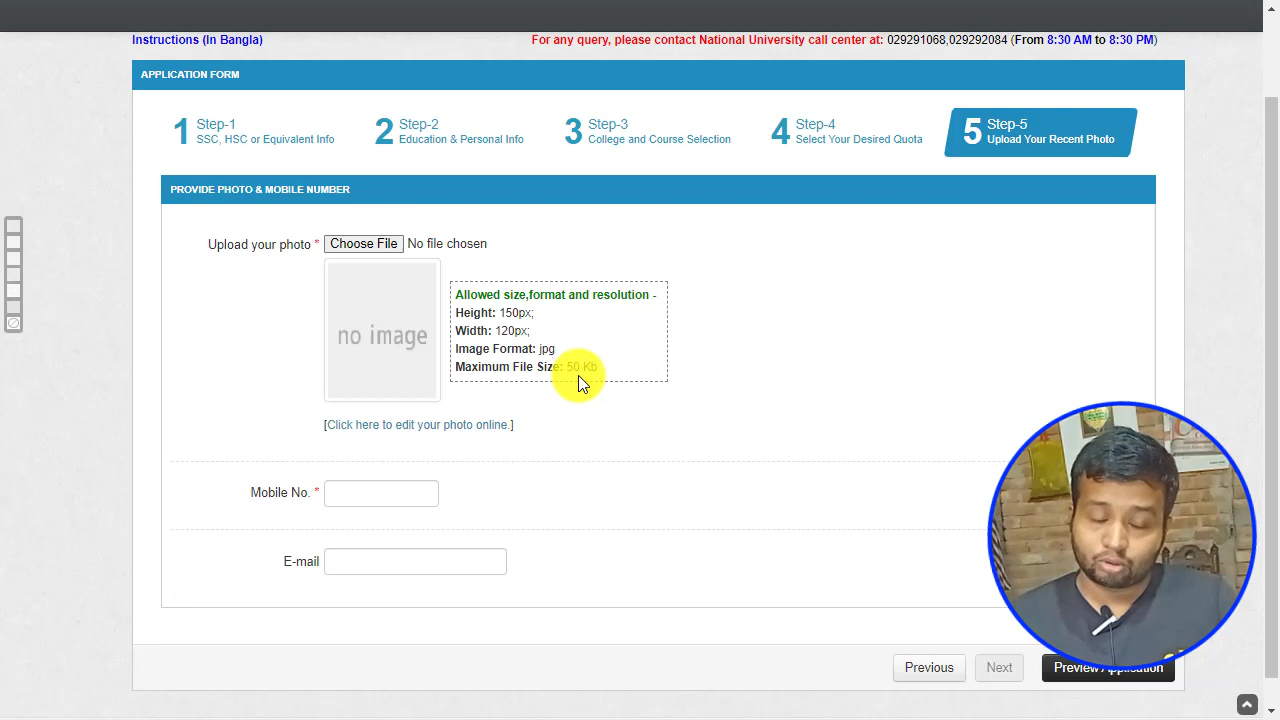 Instructions (In Bangla)
For any query, please contact National University call center at: 029291068,029292084 (From 8:30 AM to 8:30 PM)
APPLICATION FORM
1 Step-1
SSC, HSC or Equivalent Info
2 Step-2
Education & Personal Info
3 Step-3
College and Course Selection
4 Step-4
Select Your Desired Quota
5 Step-5
Upload Your Recent Photo
PROVIDE PHOTO & MOBILE NUMBER
Upload your photo * Choose File No file chosen
no image
Allowed size,format and resolution -
Height: 150px;
Width: 120px;
Image Format: jpg
Maximum File Size: 50 Kb
[Click here to edit your photo online.]
Mobile No. *
E-mail
Previous
Next
Preview Application